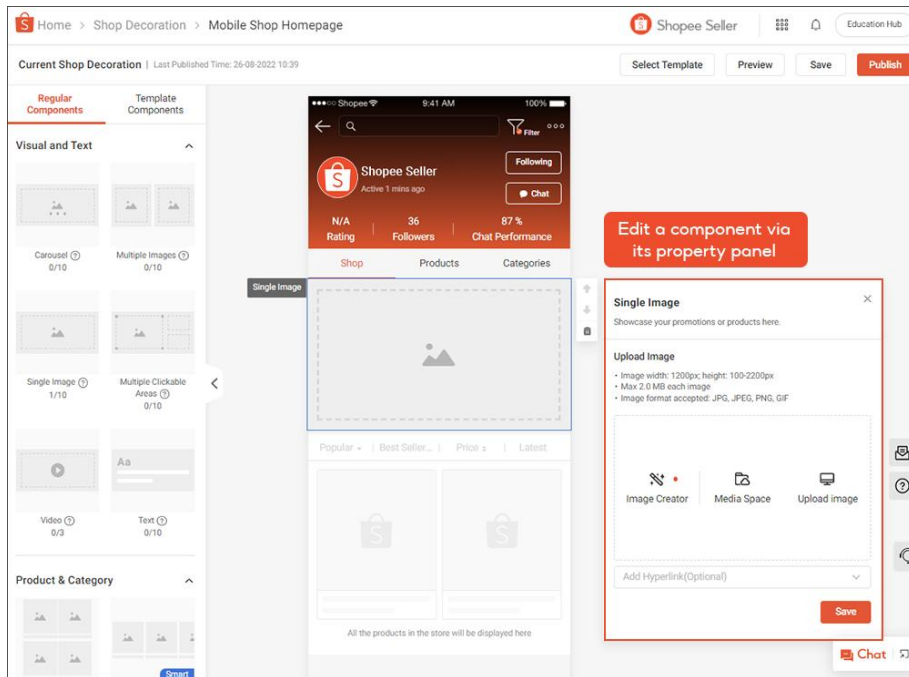 Home > Shop Decoration > Mobile Shop Homepage
Shopee Seller
Education Hub
Current Shop Decoration | Last Published Time: 26-08-2022 10:39
Select Template
Preview
Save
Publish
Regular Components
Template Components
Visual and Text
Carousel
0/10
Multiple Images
0/10
Single Image
1/10
Multiple Clickable
Areas
0/10
Video
0/3
Aa
Text
0/10
Product & Category
Smart
Shopee
9:41 AM
100%
Filter
Shopee Seller
Active 1 mins ago
Following
Chat
N/A
Rating
36
Followers
87 %
Chat Performance
Shop
Products
Categories
Single Image
Popular
Best Seller...
Price
Latest
All the products in the store will be displayed here
Edit a component via
its property panel
Single Image
Showcase your promotions or products here.
Upload Image
• Image width: 1200px; height: 100-2200px
• Max 2.0 MB each image
• Image format accepted: JPG, JPEG, PNG, GIF
Image Creator
Media Space
Upload image
Add Hyperlink(Optional)
Save
Chat